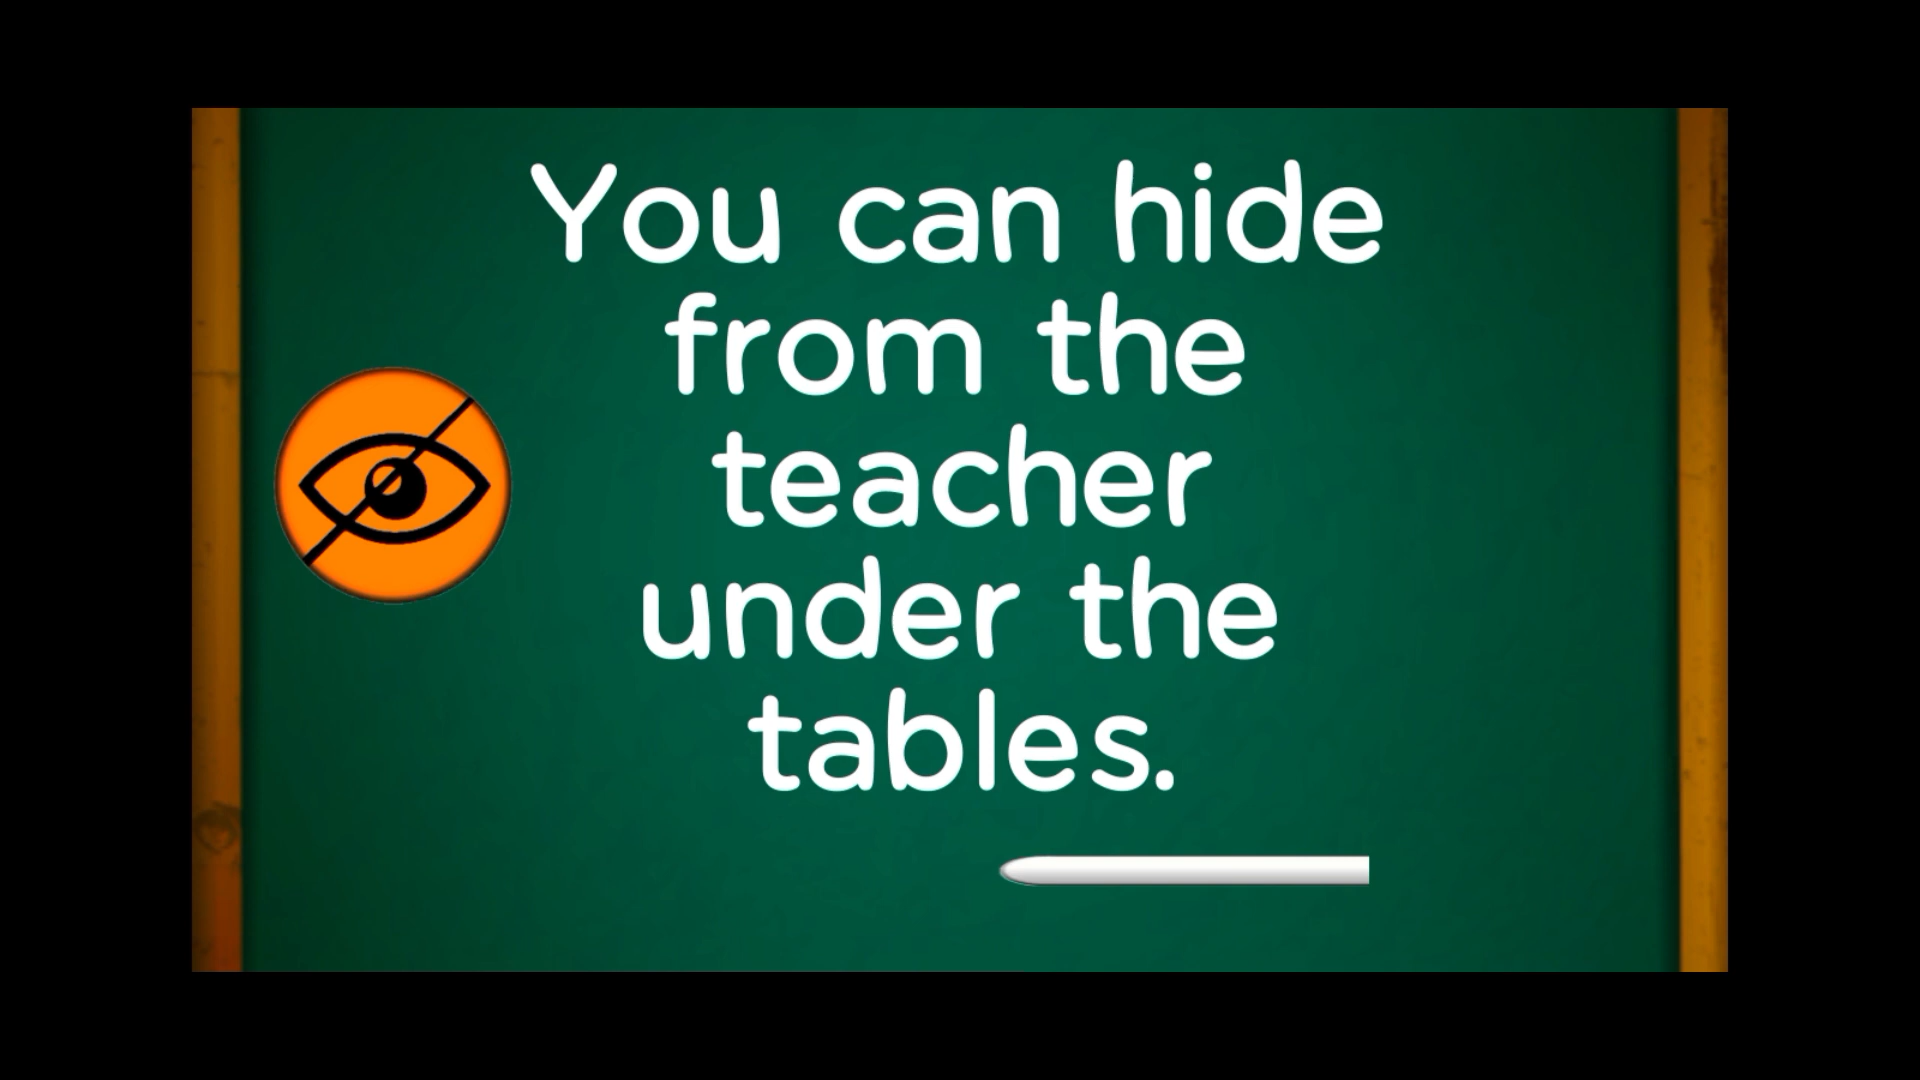 You can hide
from the
teacher
under the
tables.